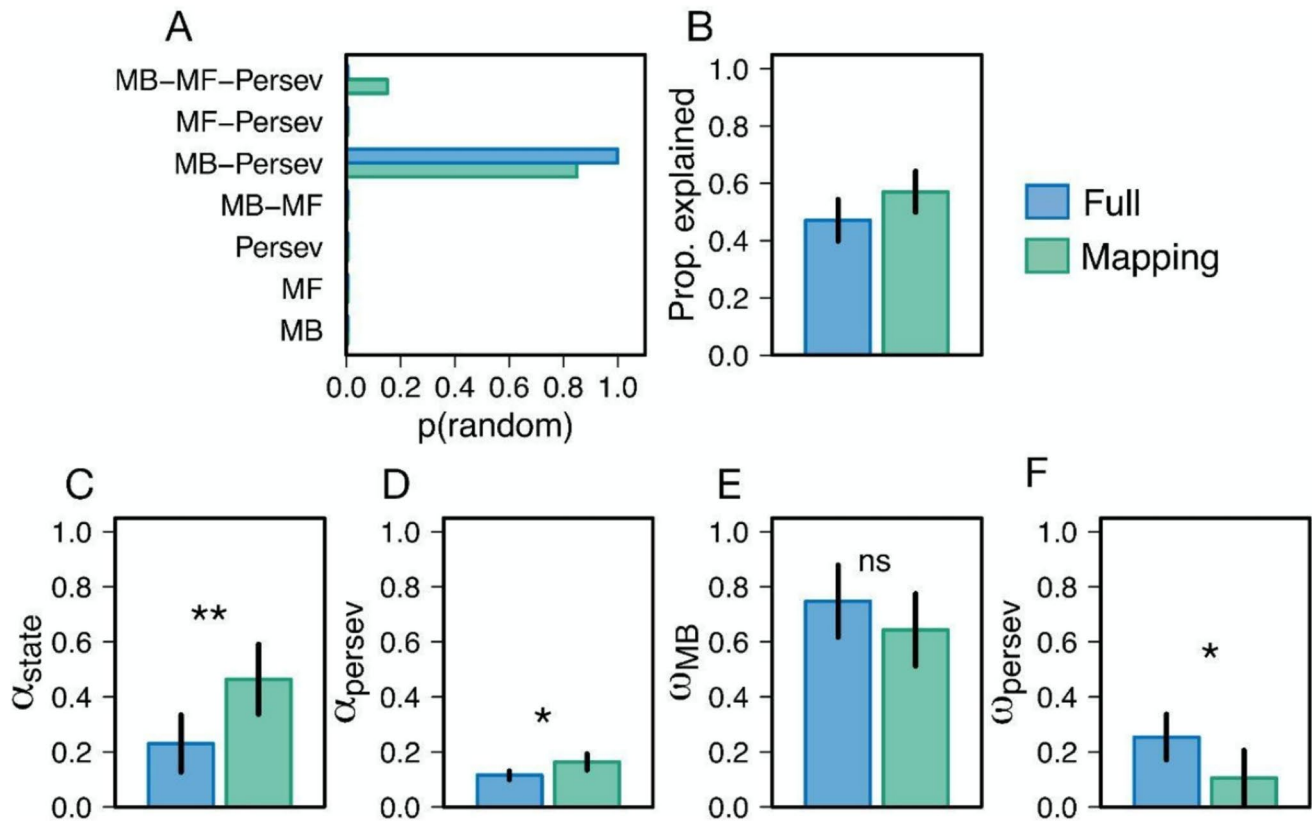 A
MB−MF−Persev
MF−Persev
MB−Persev
MB−MF
Persev
MF
MB
0.0 0.2 0.4 0.6 0.8 1.0
p(random)
B
Prop. explained
1.0
0.8
0.6
0.4
0.2
0.0
Full
Mapping
C
αstate
1.0
0.8
0.6
0.4
0.2
0.0
**
D
αpersev
1.0
0.8
0.6
0.4
0.2
0.0
*
E
ωMB
1.0
0.8
0.6
0.4
0.2
0.0
ns
F
ωpersev
1.0
0.8
0.6
0.4
0.2
0.0
*